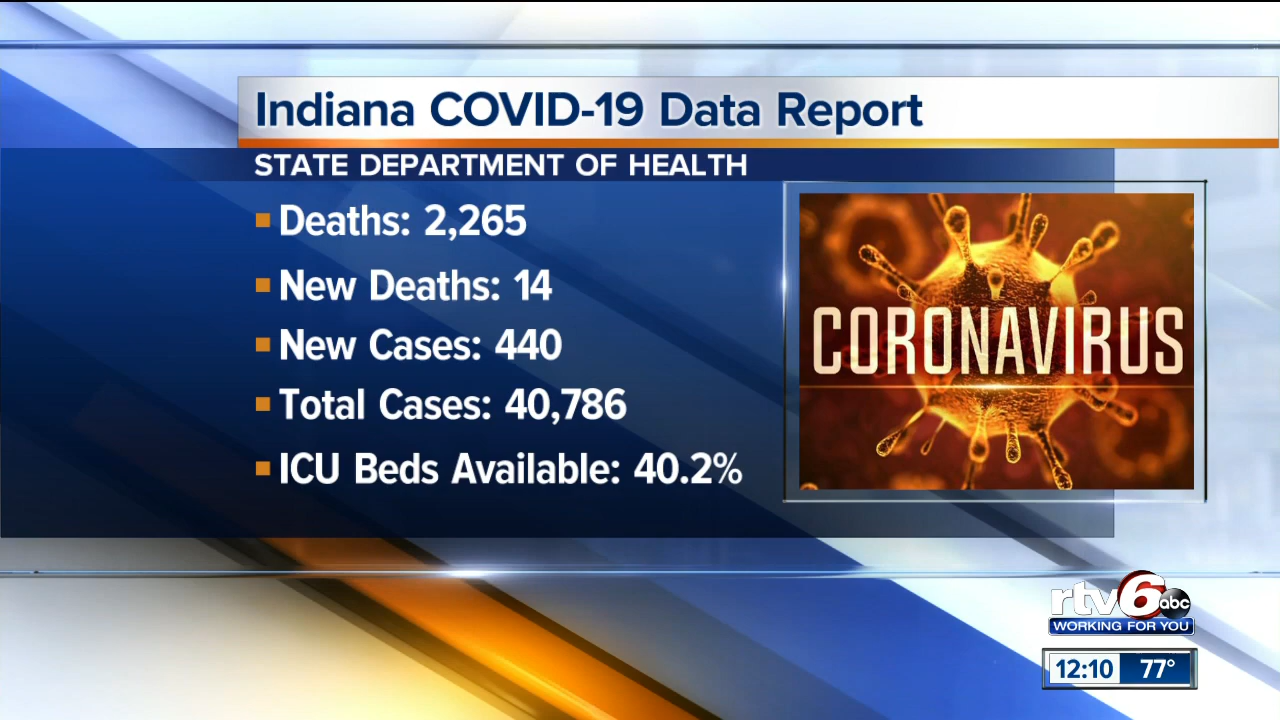 Indiana COVID-19 Data Report
STATE DEPARTMENT OF HEALTH
Deaths: 2,265
New Deaths: 14
New Cases: 440
Total Cases: 40,786
ICU Beds Available: 40.2%
CORONAVIRUS
rtv6 abc
WORKING FOR YOU
12:10 77°